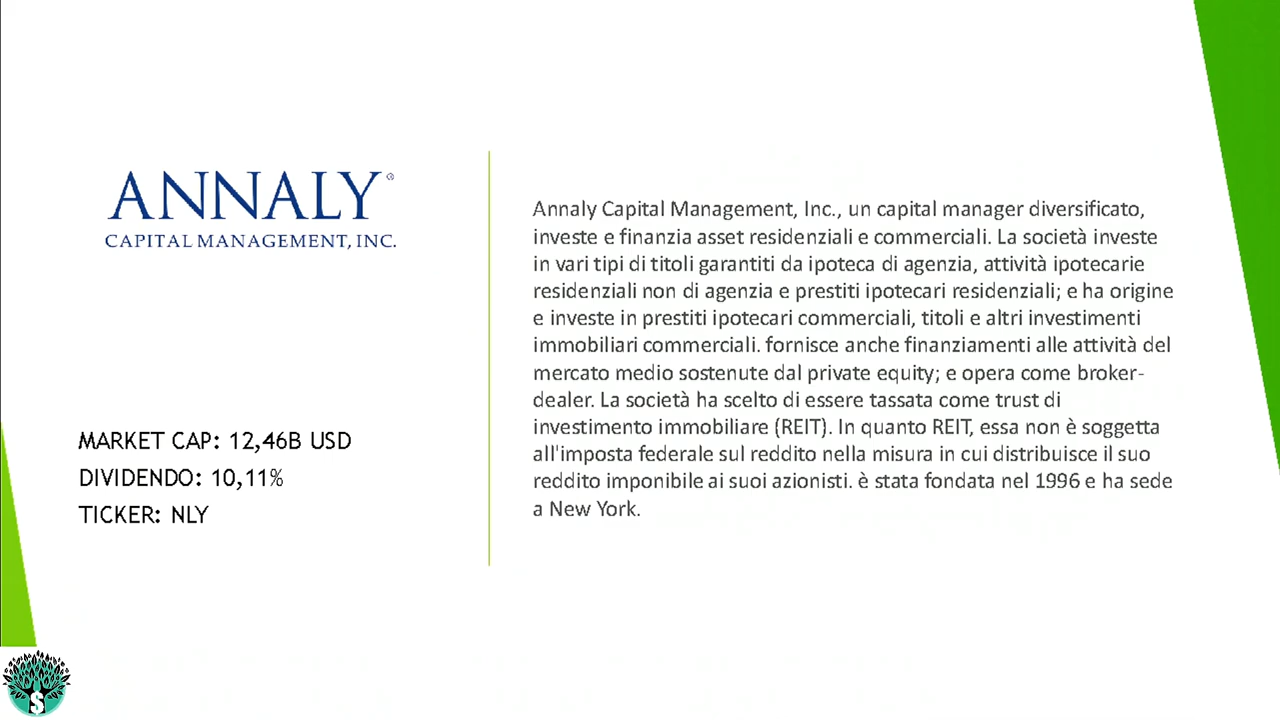 ANNALY®
CAPITAL MANAGEMENT, INC.
MARKET CAP: 12,46B USD
DIVIDENDO: 10,11%
TICKER: NLY
Annaly Capital Management, Inc., un capital manager diversificato,
investe e finanzia asset residenziali e commerciali. La società investe
in vari tipi di titoli garantiti da ipoteca di agenzia, attività ipotecarie
residenziali non di agenzia e prestiti ipotecari residenziali; e ha origine
e investe in prestiti ipotecari commerciali, titoli e altri investimenti
immobiliari commerciali. fornisce anche finanziamenti alle attività del
mercato medio sostenute dal private equity; e opera come broker-
dealer. La società ha scelto di essere tassata come trust di
investimento immobiliare (REIT). In quanto REIT, essa non è soggetta
all'imposta federale sul reddito nella misura in cui distribuisce il suo
reddito imponibile ai suoi azionisti. è stata fondata nel 1996 e ha sede
a New York.
$